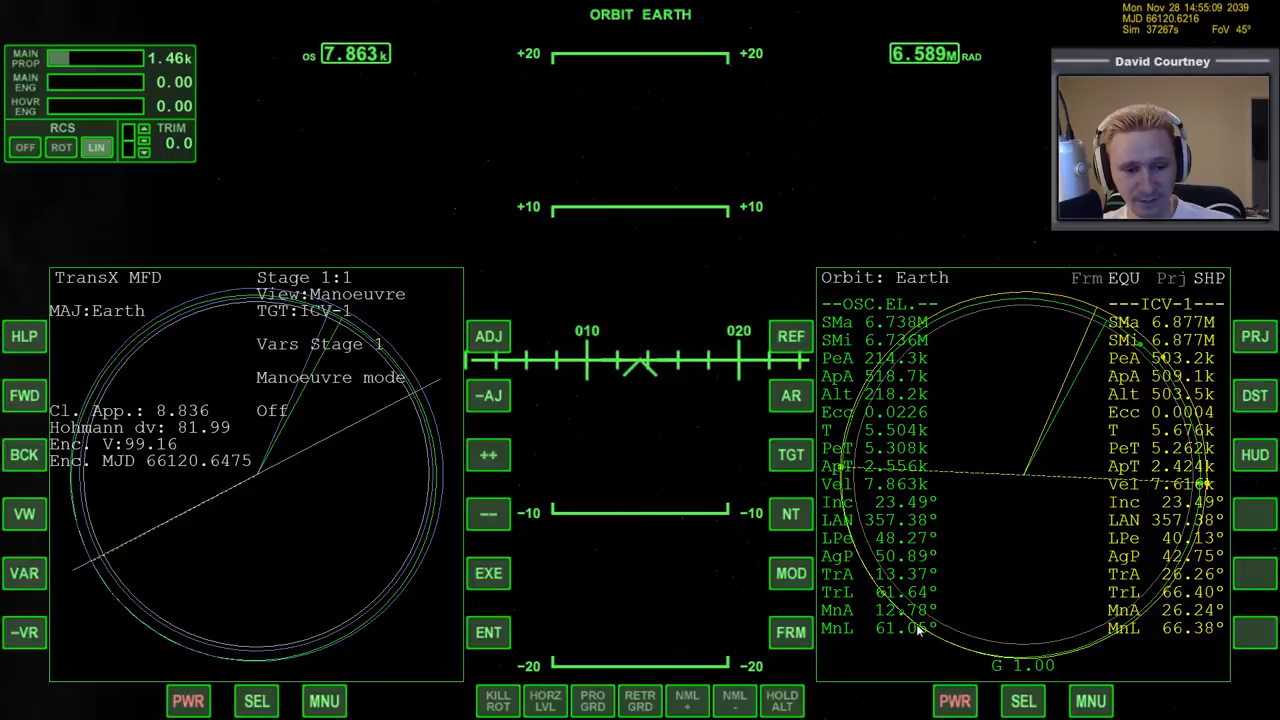 ORBIT EARTH
Mon Nov 28 14:55:09 2039
MJD 66120.6216
Sim 37267s FoV 45°
MAIN PROP 1.46k
MAIN ENG 0.00
HOVR ENG 0.00
RCS
TRIM
OFF ROT LIN
0.0
OS 7.863k
+20 +20
6.589M RAD
David Courtney
+10 +10
010 020
-10 -10
-20 -20
TransX MFD Stage 1:1
View:Manoeuvre
MAJ:Earth TGT:ICV-1
Vars Stage 1
Manoeuvre mode
Cl. App.: 8.836 Off
Hohmann dv: 81.99
Enc. V:99.16
Enc. MJD 66120.6475
HLP
FWD
BCK
VW
VAR
-VR
ADJ
-AJ
++
--
EXE
ENT
PWR SEL MNU
Orbit: Earth Frm EQU Prj SHP
--OSC.EL.-- ---ICV-1---
SMa 6.738M SMa 6.877M
SMi 6.736M SMi 6.877M
PeA 214.3k PeA 503.2k
ApA 518.7k ApA 509.1k
Alt 218.2k Alt 503.5k
Ecc 0.0226 Ecc 0.0004
T 5.504k T 5.676k
PeT 5.308k PeT 5.262k
ApT 2.556k ApT 2.424k
Vel 7.863k Vel 7.616k
Inc 23.49° Inc 23.49°
LAN 357.38° LAN 357.38°
LPe 48.27° LPe 40.13°
AgP 50.89° AgP 42.75°
TrA 13.37° TrA 26.26°
TrL 61.64° TrL 66.40°
MnA 12.78° MnA 26.24°
MnL 61.05° MnL 66.38°
G 1.00
REF
AR
TGT
NT
MOD
FRM
PRJ
DST
HUD
PWR SEL MNU
KILL ROT
HORZ LVL
PRO GRD
RETR GRD
NML +
NML -
HOLD ALT